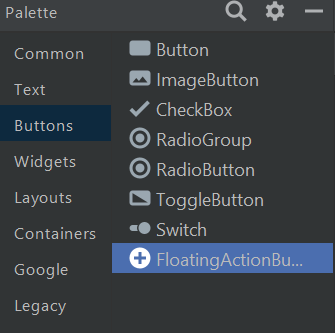 Palette
Common
Text
Buttons
Widgets
Layouts
Containers
Google
Legacy
Button
ImageButton
CheckBox
RadioGroup
RadioButton
ToggleButton
Switch
FloatingActionBu...